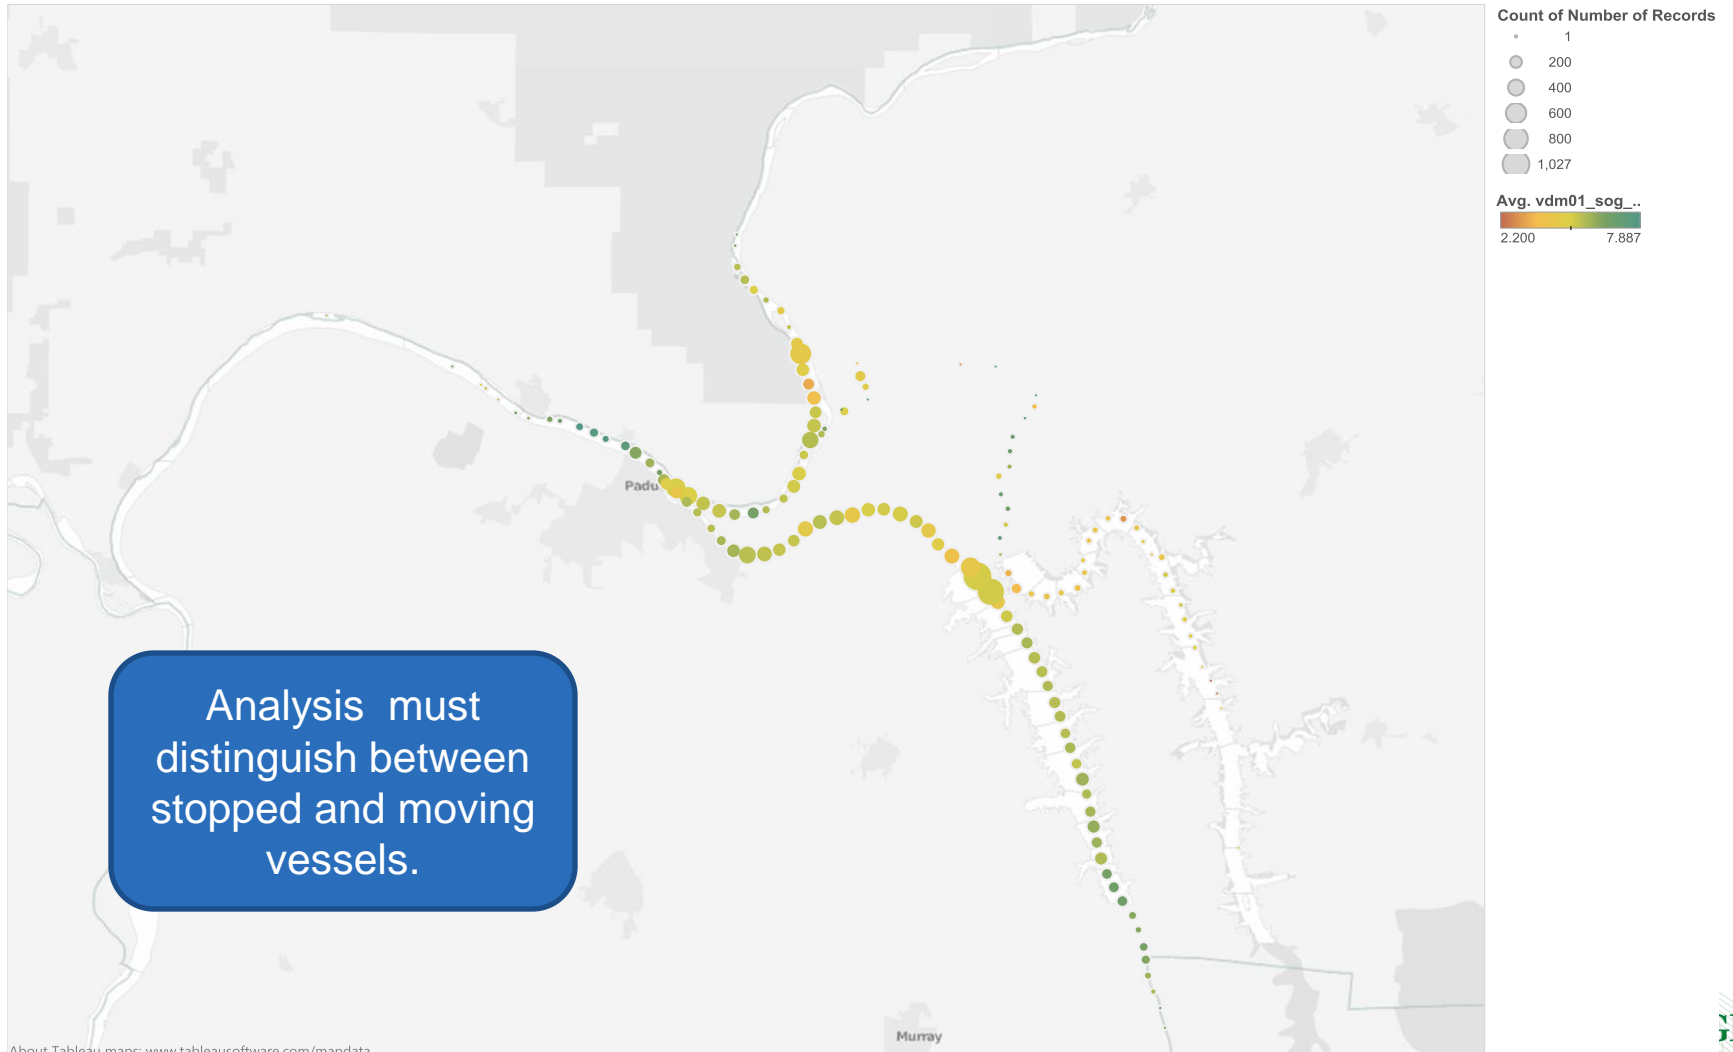 Count of Number of Records
1
200
400
600
800
1,027
Avg. vdm01_sog_..
2.200 7.887
Padu
Analysis must
distinguish between
stopped and moving
vessels.
Murray
About Tableau maps: www.tableausoftware.com/mapdata